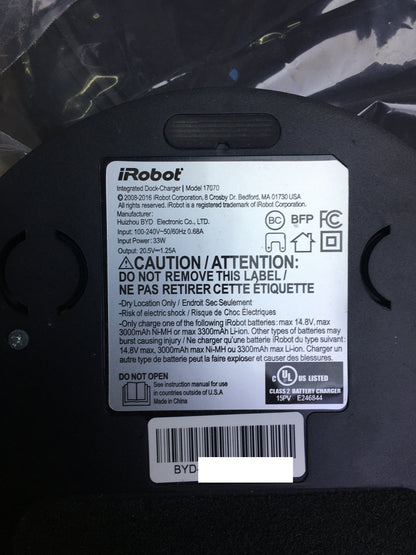 iRobot®
Integrated Dock-Charger | Model 17070
© 2008-2016 iRobot Corporation, 8 Crosby Dr. Bedford, MA 01730 USA
All rights reserved. iRobot is a registered trademark of iRobot Corporation.
Manufacturer:
Huizhou BYD Electronic Co., LTD.
Input: 100-240V~50/60Hz 0.68A
Input Power: 33W
Output: 20.5V⎓1.25A
BC BFP FC
⚠CAUTION / ATTENTION:
DO NOT REMOVE THIS LABEL /
NE PAS RETIRER CETTE ÉTIQUETTE
-Dry Location Only / Endroit Sec Seulement
-Risk of electric shock / Risque de Choc Électriques
-Only charge one of the following iRobot batteries: max 14.8V, max
3000mAh Ni-MH or max 3300mAh Li-ion. Other types of batteries may
burst causing injury / Ne charger qu'une batterie iRobot du type suivant:
14.8V max, 3000mAh max Ni-MH ou 3300mAh max Li-ion. Charger un
autre type de batterie peut la faire exploser et causer des blessures.
DO NOT OPEN
See instruction manual for use
in countries outside of U.S.A
Made in China
C UL US LISTED
CLASS 2 BATTERY CHARGER
15PV E246844
BYD-